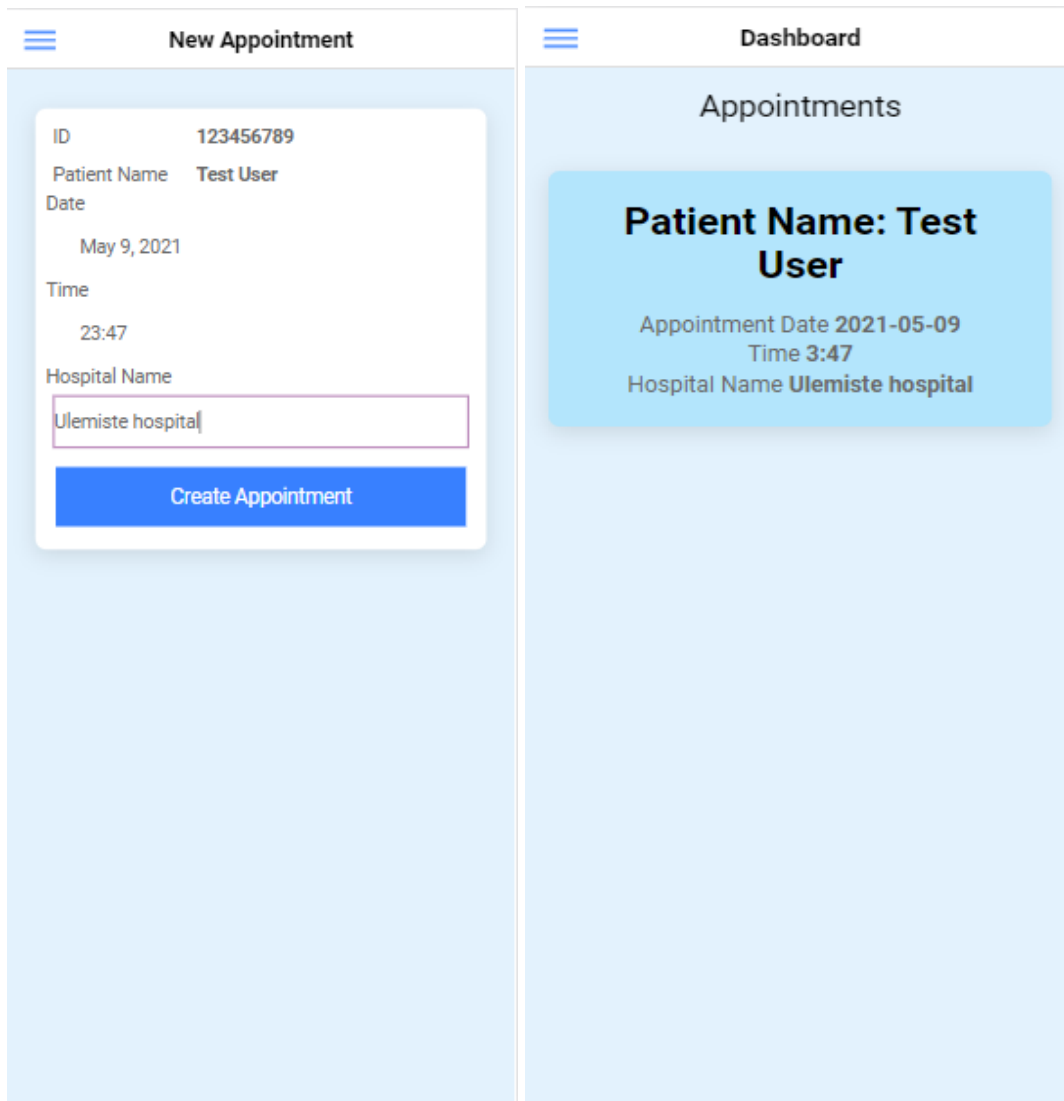 New Appointment
ID 123456789
Patient Name Test User
Date
May 9, 2021
Time
23:47
Hospital Name
Ulemiste hospital
Create Appointment
Dashboard
Appointments
Patient Name: Test
User
Appointment Date 2021-05-09
Time 3:47
Hospital Name Ulemiste hospital